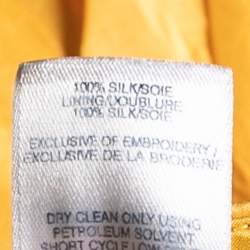 100% SILK/SOIE
LINING/DOUBLURE
100% SILK/SOIE
EXCLUSIVE OF EMBROIDERY/
EXCLUSIVE DE LA BRODERIE
DRY CLEAN ONLY USING
PETROLEUM SOLVENT
SHORT CYCLE LOW